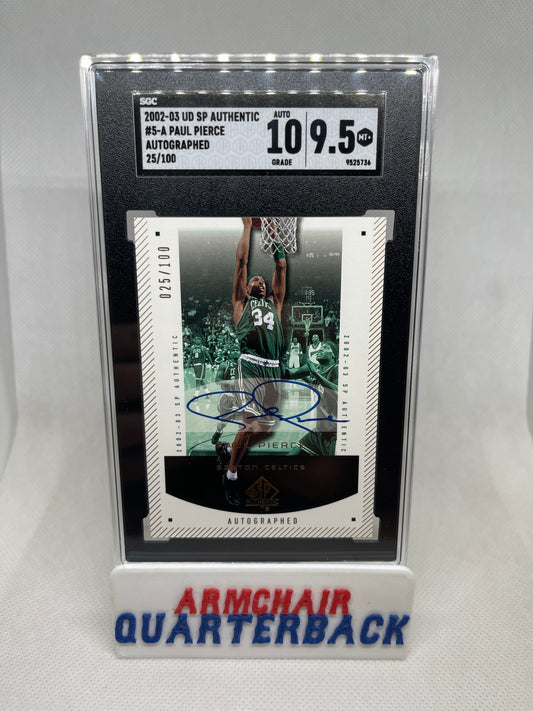 SGC
2002-03 UD SP AUTHENTIC
#5-A PAUL PIERCE
AUTOGRAPHED
25/100
AUTO
10
GRADE
9.5
MT+
9525736
025/100
2002-03 SP AUTHENTIC
2002-03 SP AUTHENTIC
CELTICS
34
PAUL PIERCE
BOSTON CELTICS
SP
AUTHENTIC
AUTOGRAPHED
ARMCHAIR
QUARTERBACK